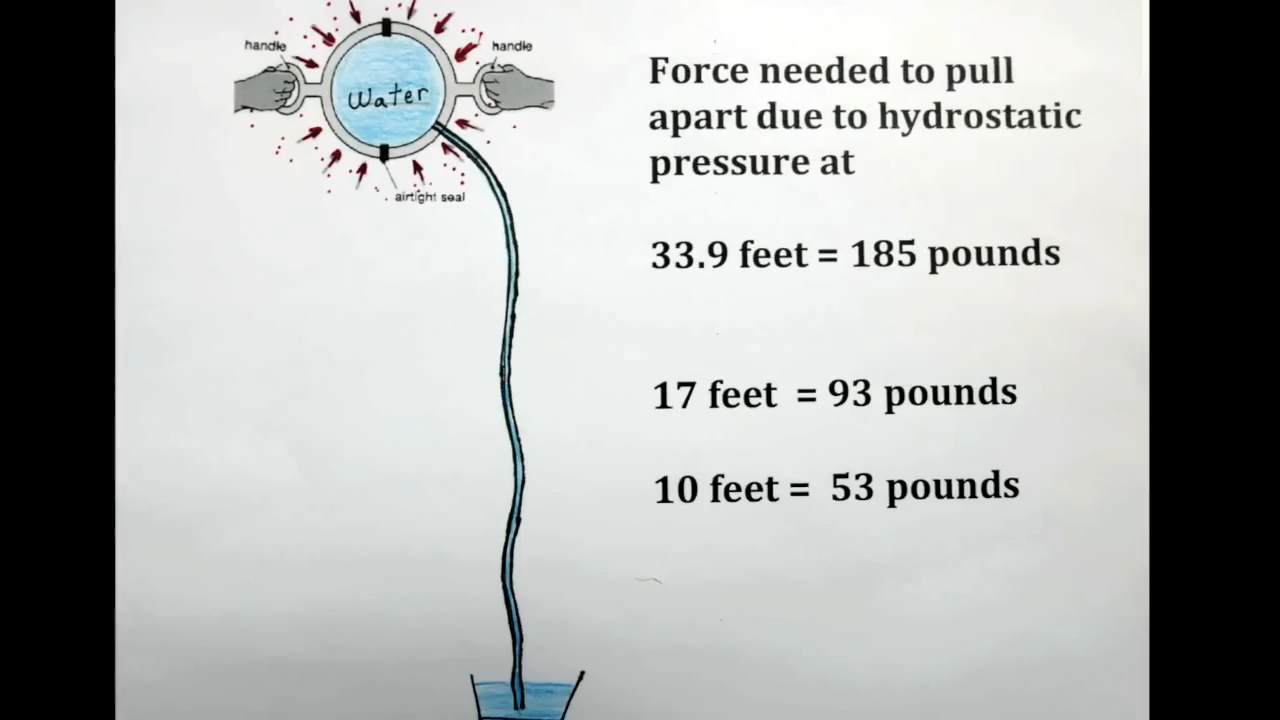 handle
handle
Water
airtight seal
Force needed to pull
apart due to hydrostatic
pressure at
33.9 feet = 185 pounds
17 feet = 93 pounds
10 feet = 53 pounds